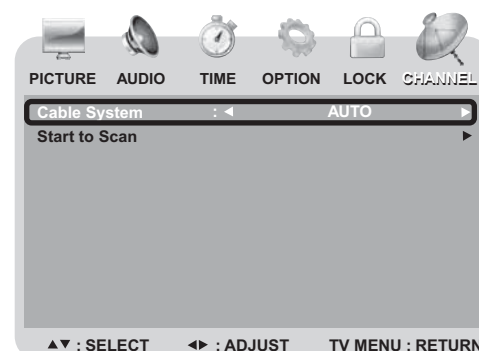 PICTURE AUDIO TIME OPTION LOCK CHANNEL
Cable System : ◀ AUTO ▶
Start to Scan ▶
▲▼ : SELECT ◀▶ : ADJUST TV MENU : RETURN